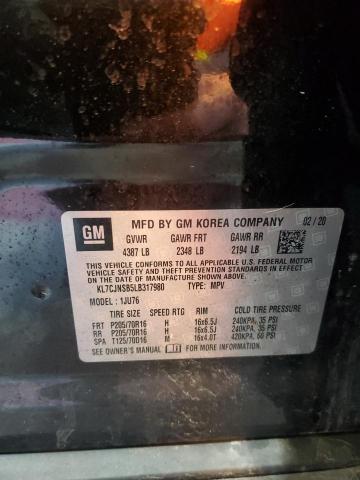 GM
MFD BY GM KOREA COMPANY 02/20
GVWR GAWR FRT GAWR RR
4387 LB 2348 LB 2194 LB
THIS VEHICLE CONFORMS TO ALL APPLICABLE U.S. FEDERAL MOTOR
VEHICLE SAFETY AND THEFT PREVENTION STANDARDS IN EFFECT ON
THE DATE OF MANUFACTURE SHOWN ABOVE.
KL7CJNSB5LB317980 TYPE: MPV
MODEL: 1JU76
TIRE SIZE SPEED RTG RIM COLD TIRE PRESSURE
FRT P205/70R16 H 16x6.5J 240KPA, 35 PSI
RR P205/70R16 H 16x6.5J 240KPA, 35 PSI
SPA T125/70D16 M 16x4.0T 420KPA, 60 PSI
SEE OWNER'S MANUAL FOR ADDITIONAL INFORMATION